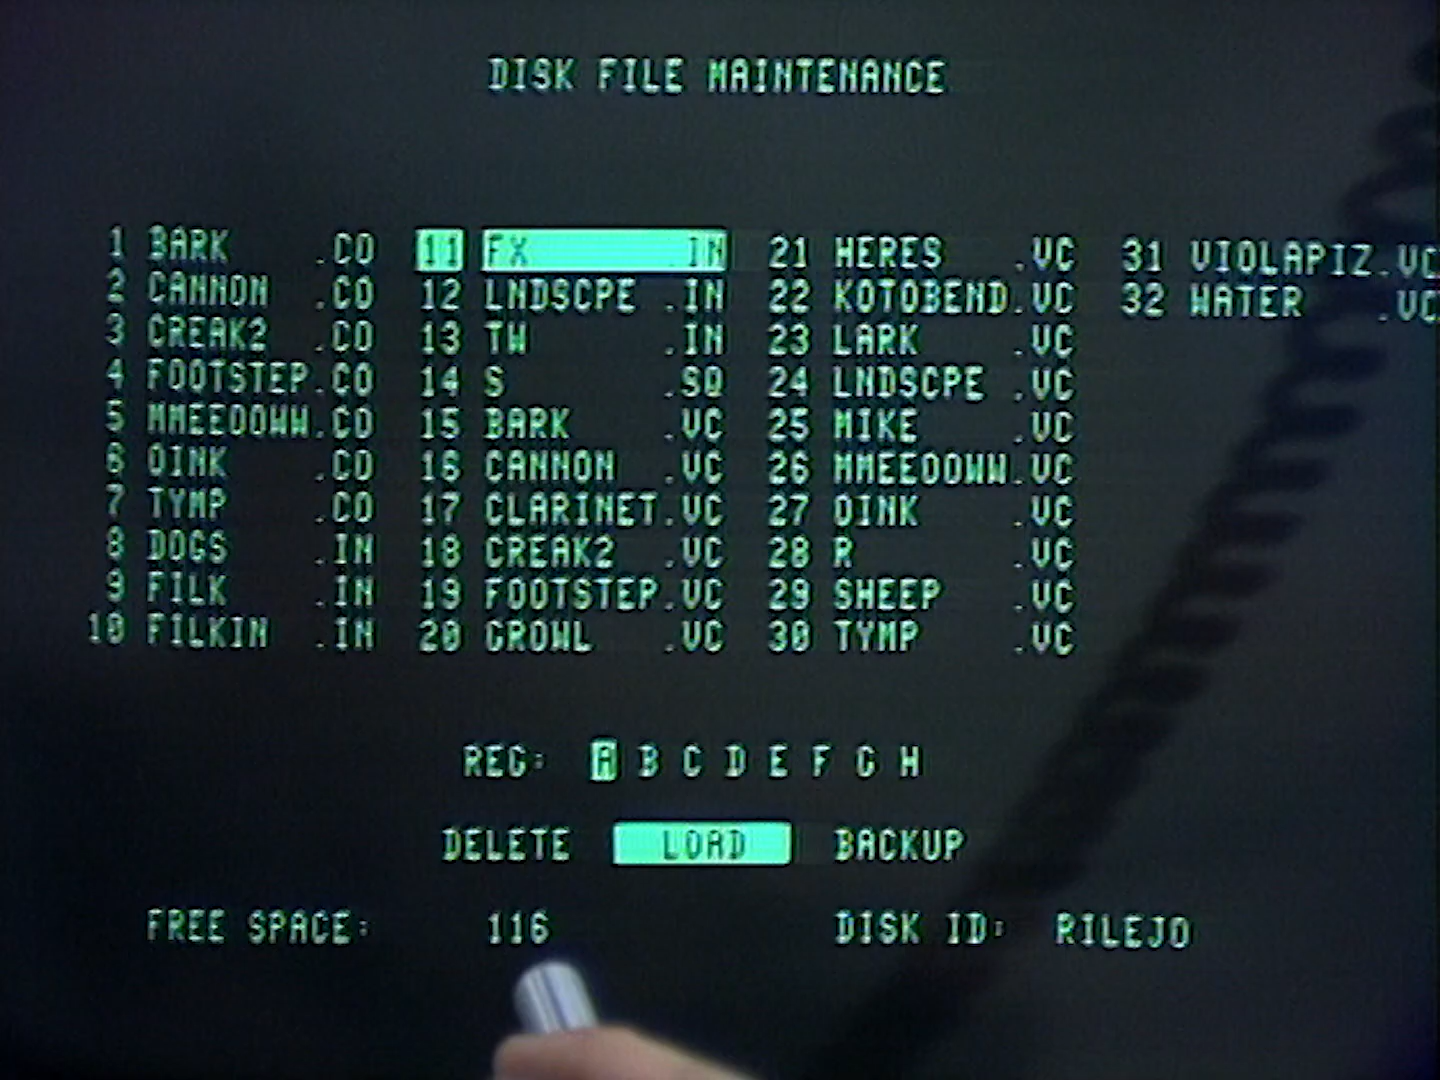 DISK FILE MAINTENANCE
1 BARK .CO 11 FX .IN 21 HERES .VC 31 VIOLAPIZ.VC
2 CANNON .CO 12 LNDSCPE .IN 22 KOTOBEND.VC 32 WATER .VC
3 CREAK2 .CO 13 TW .IN 23 LARK .VC
4 FOOTSTEP.CO 14 S .SQ 24 LNDSCPE .VC
5 MMEEOOWW.CO 15 BARK .VC 25 MIKE .VC
6 OINK .CO 16 CANNON .VC 26 MMEEOOWW.VC
7 TYMP .CO 17 CLARINET.VC 27 OINK .VC
8 DOGS .IN 18 CREAK2 .VC 28 R .VC
9 FILK .IN 19 FOOTSTEP.VC 29 SHEEP .VC
10 FILKIN .IN 20 GROWL .VC 30 TYMP .VC
REG: A B C D E F G H
DELETE LOAD BACKUP
FREE SPACE: 116 DISK ID: RILEJO